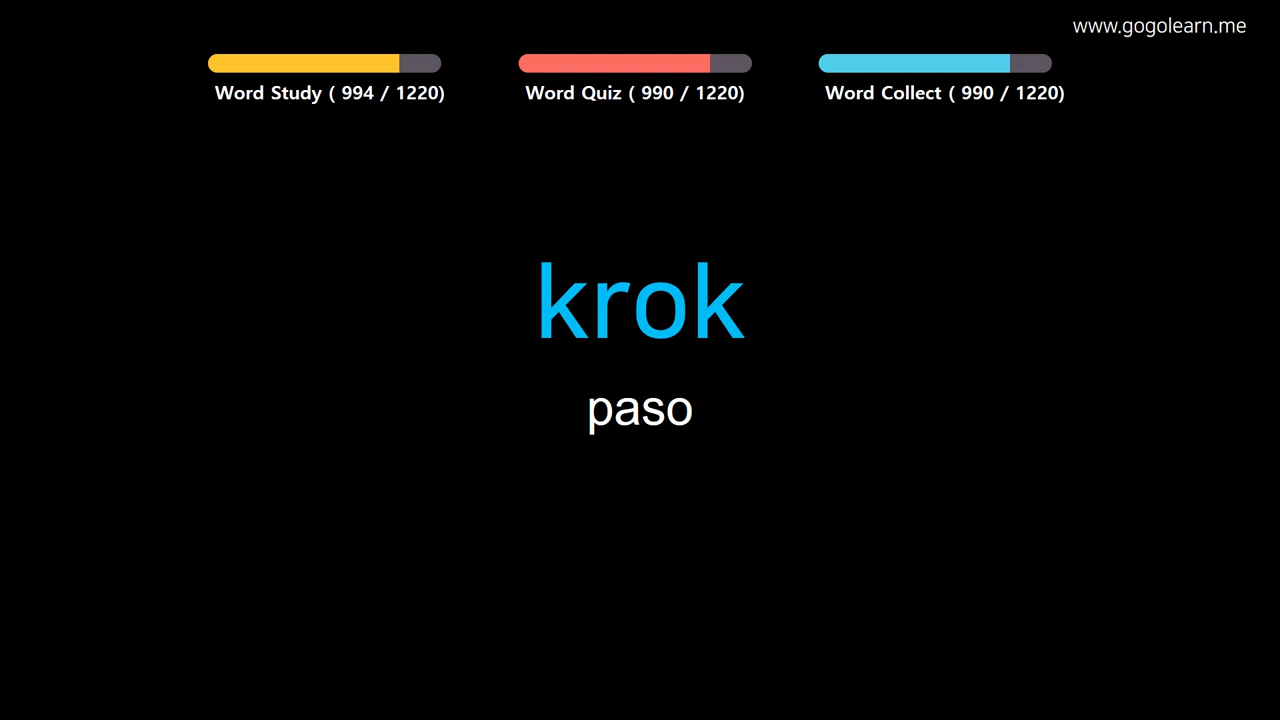 www.gogolearn.me
Word Study ( 994 / 1220)
Word Quiz ( 990 / 1220)
Word Collect ( 990 / 1220)
krok
paso